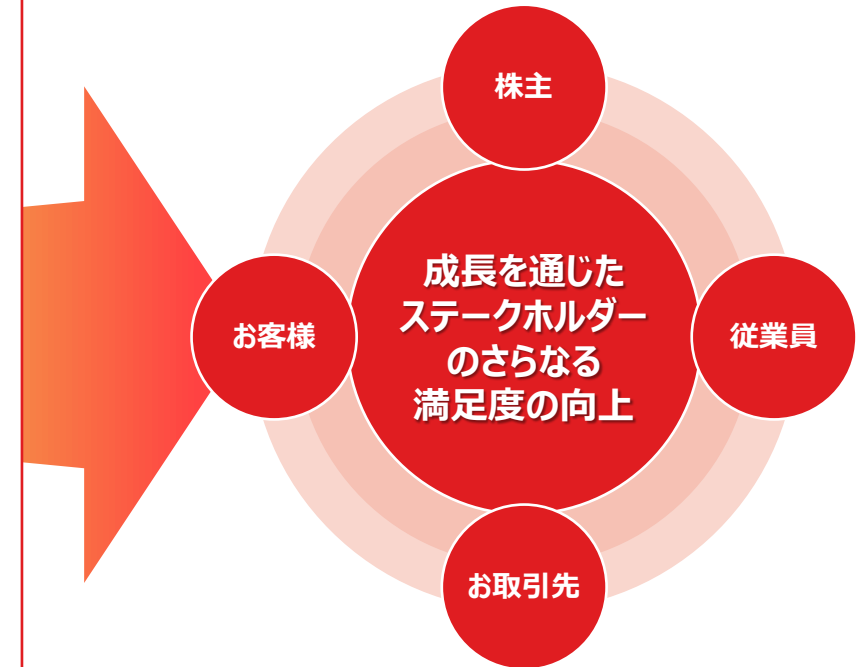 株主
お客様
成長を通じた
ステークホルダー
のさらなる
満足度の向上
従業員
お取引先